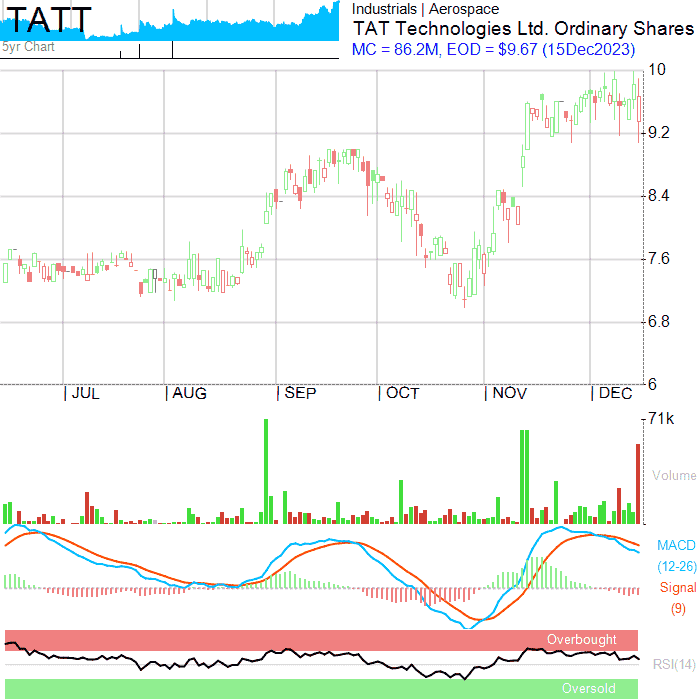 TATT
5yr Chart
Industrials | Aerospace
TAT Technologies Ltd. Ordinary Shares
MC = 86.2M, EOD = $9.67 (15Dec2023)
10
9.2
8.4
7.6
6.8
6
JUL AUG SEP OCT NOV DEC
71k
Volume
MACD
(12-26)
Signal
(9)
Overbought
RSI(14)
Oversold